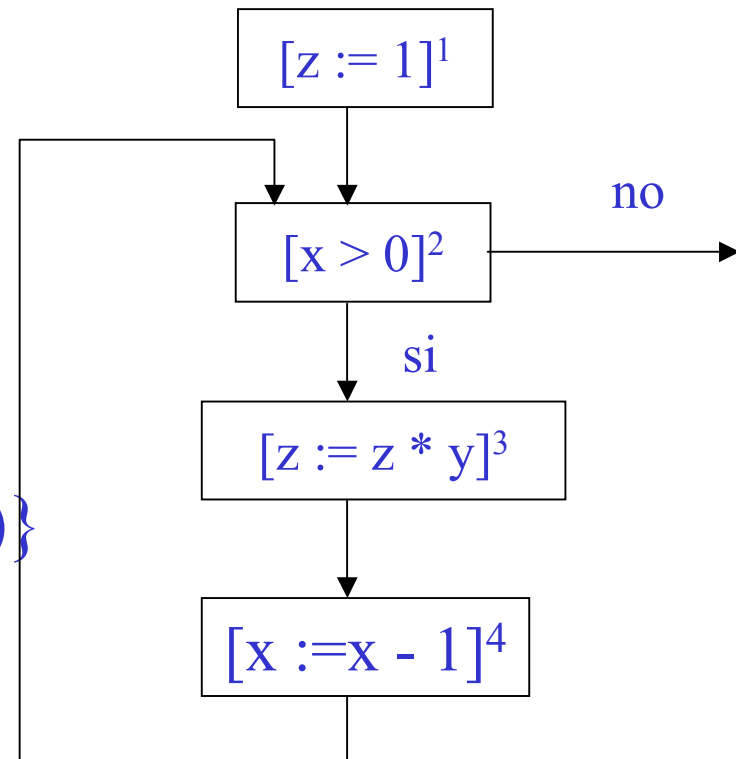 [z := 1]¹
no
[x > 0]²
si
[z := z * y]³
)}
[x :=x - 1]⁴